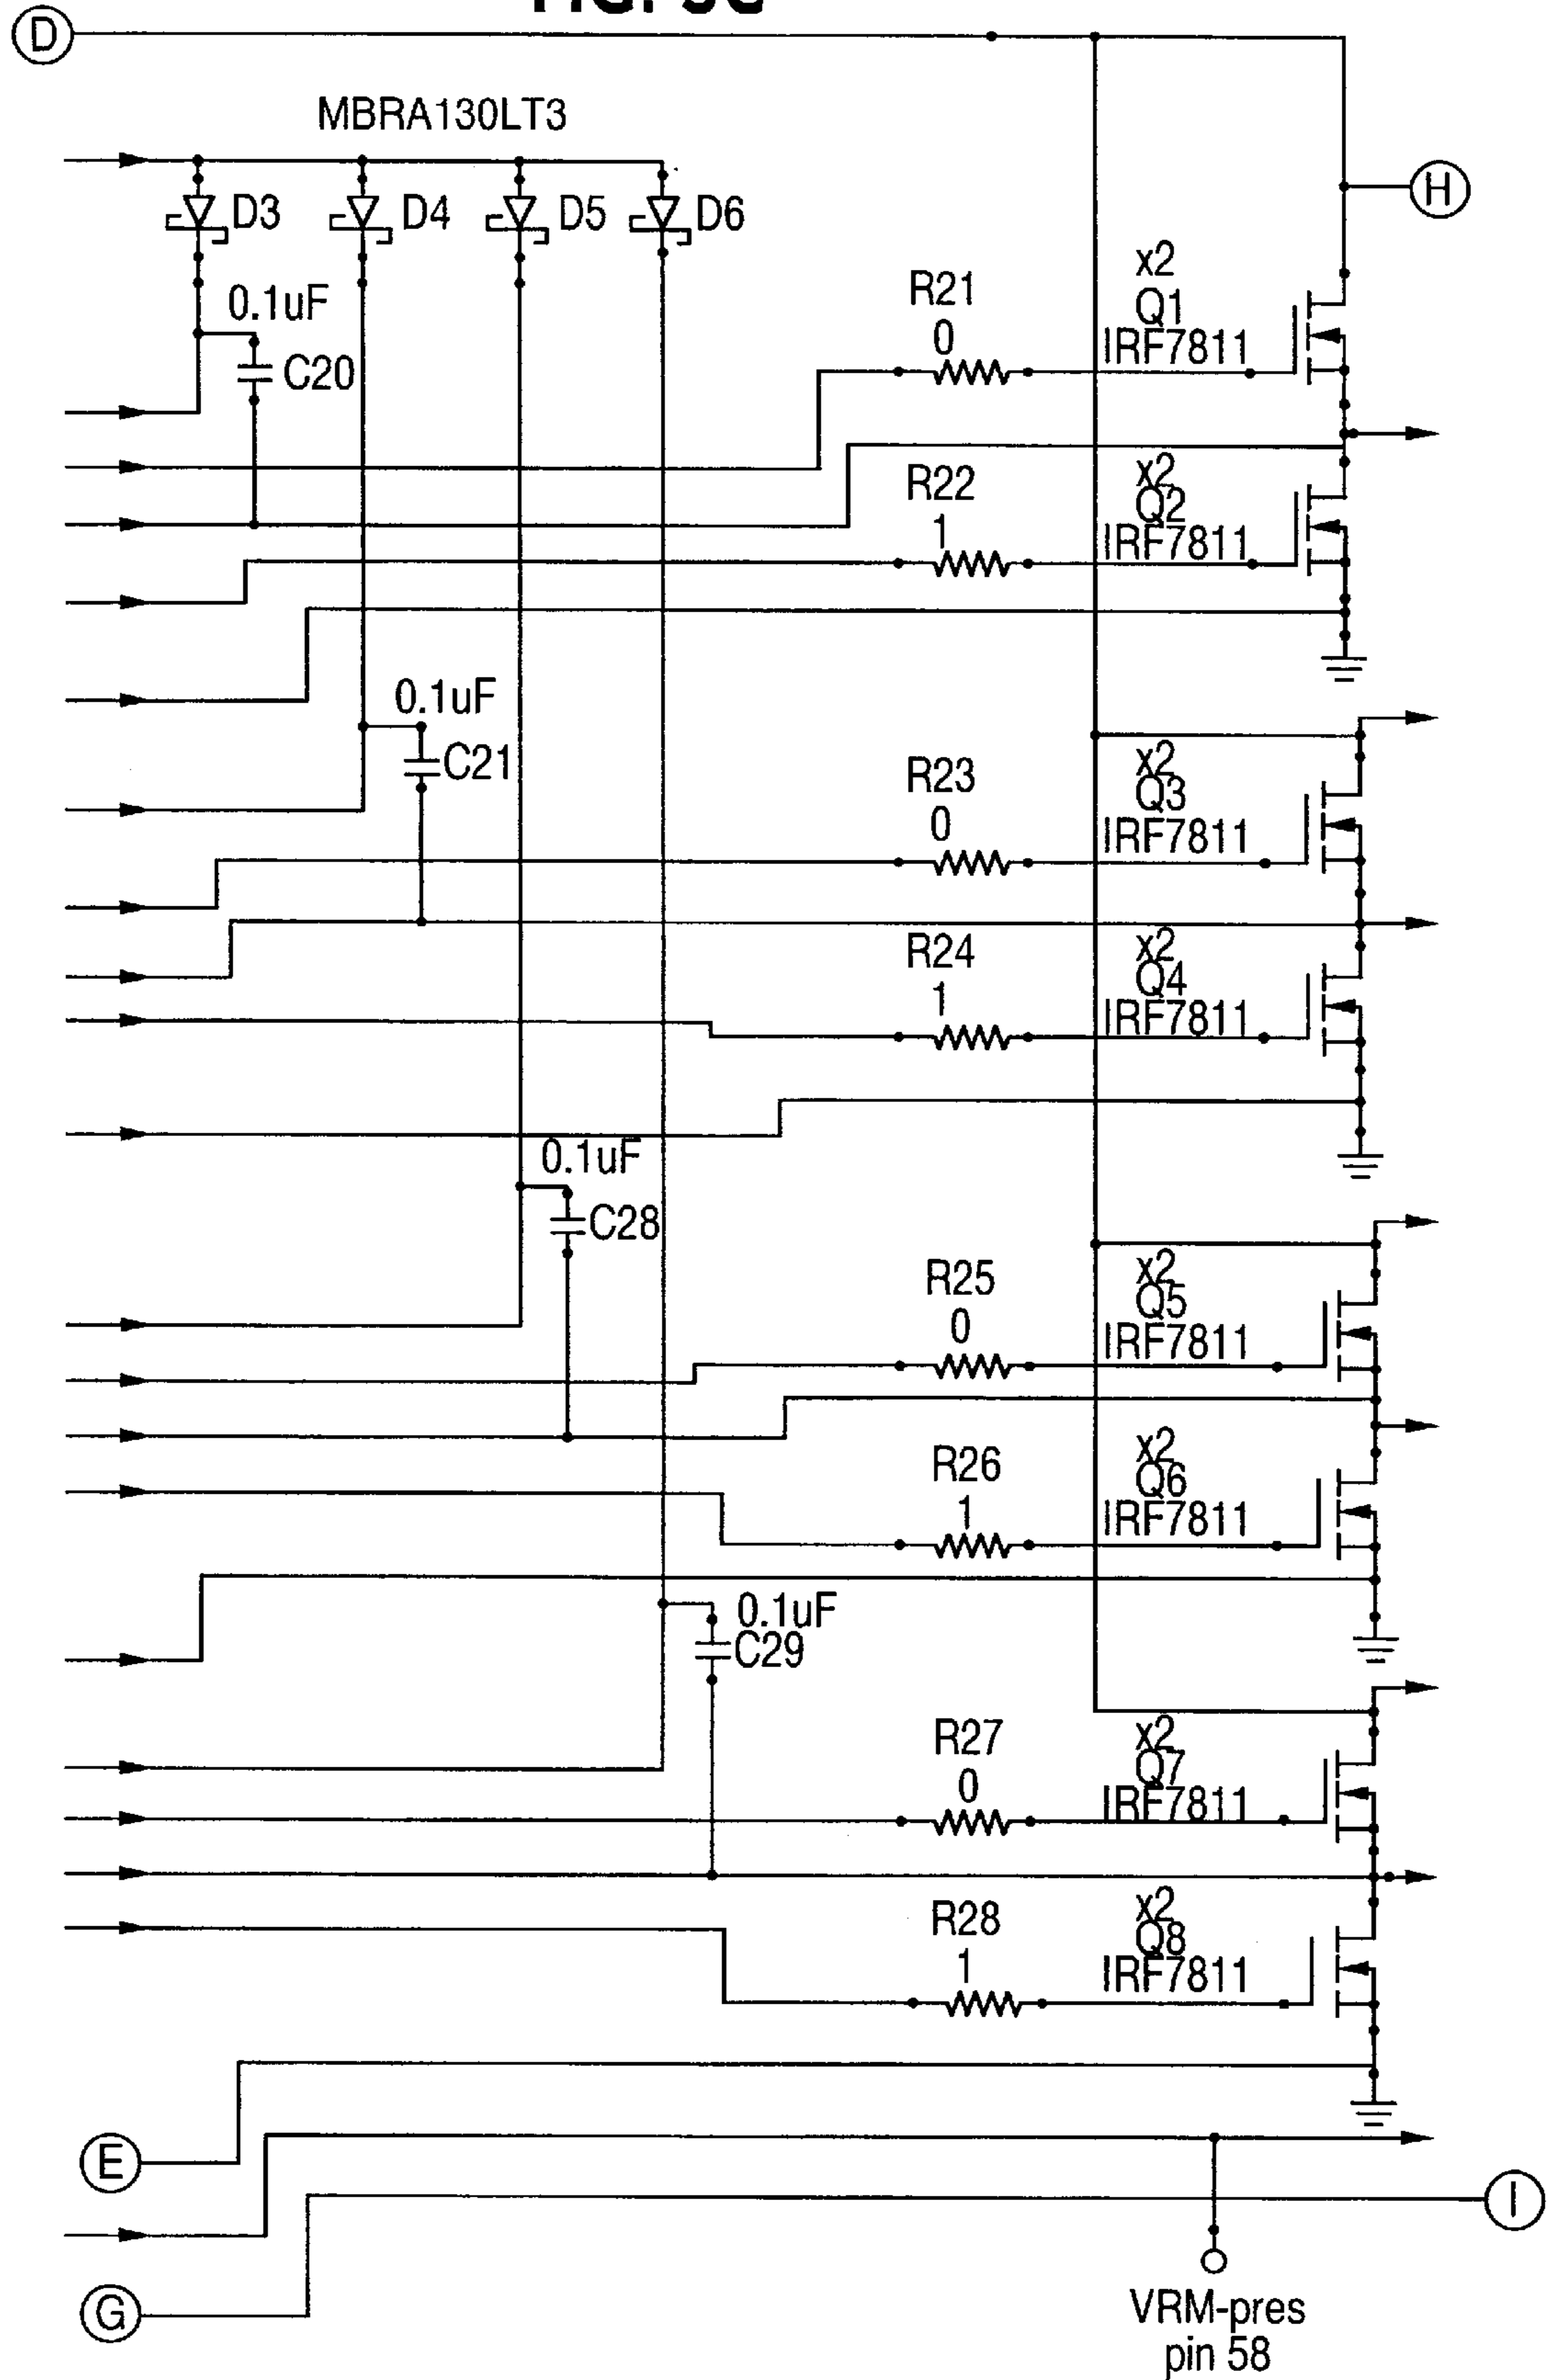 D
MBRA130LT3
H
D3
D4
D5
D6
0.1uF
C20
R21
0
x2
Q1
IRF7811
R22
1
x2
Q2
IRF7811
0.1uF
C21
R23
0
x2
Q3
IRF7811
R24
1
x2
Q4
IRF7811
0.1uF
C28
R25
0
x2
Q5
IRF7811
R26
1
x2
Q6
IRF7811
0.1uF
C29
R27
0
x2
Q7
IRF7811
R28
1
x2
Q8
IRF7811
E
I
G
VRM-pres
pin 58